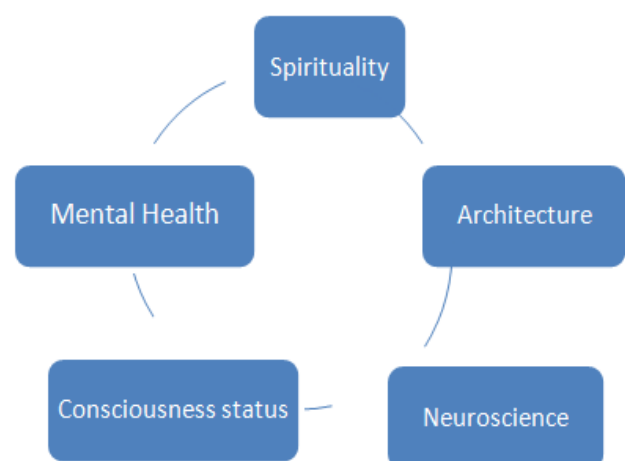 Spirituality
Mental Health
Architecture
Consciousness status
Neuroscience